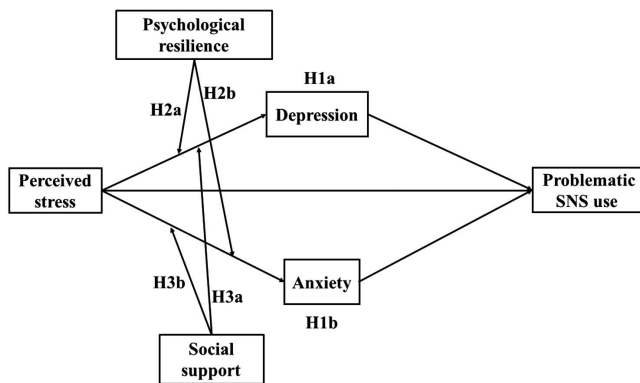 Psychological
resilience
H1a
H2b
H2a
Depression
Perceived
stress
Problematic
SNS use
H3b
H3a
Anxiety
H1b
Social
support